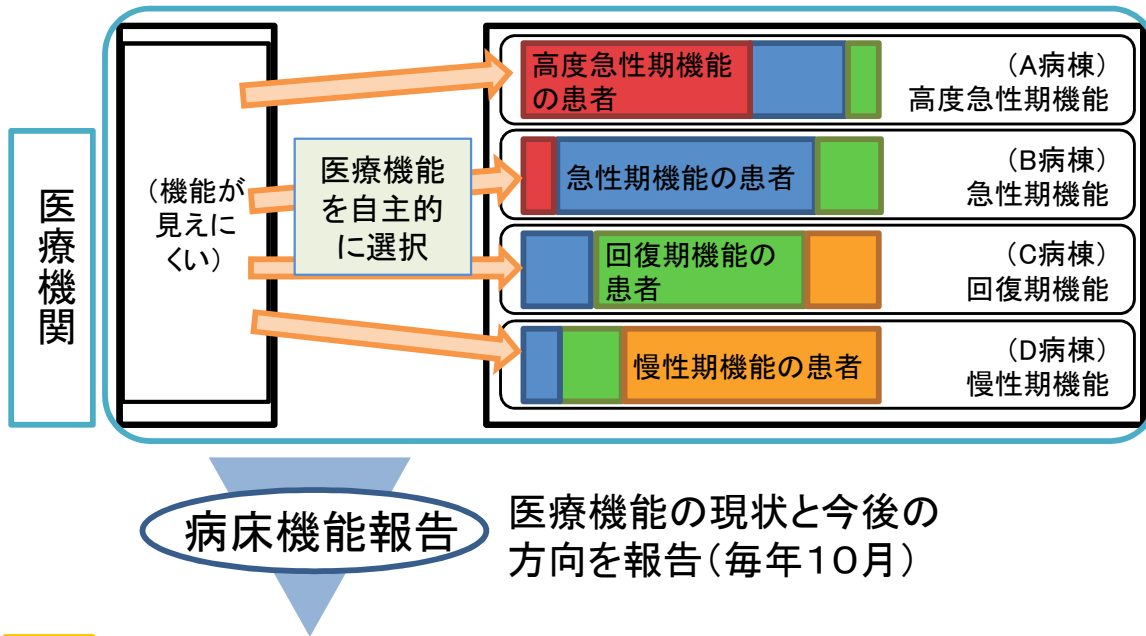 医療機関
（機能が
見えに
くい）
医療機能
を自主的
に選択
高度急性期機能
の患者
（A病棟）
高度急性期機能
急性期機能の患者
（B病棟）
急性期機能
回復期機能の
患者
（C病棟）
回復期機能
慢性期機能の患者
（D病棟）
慢性期機能
病床機能報告
医療機能の現状と今後の
方向を報告（毎年１０月）